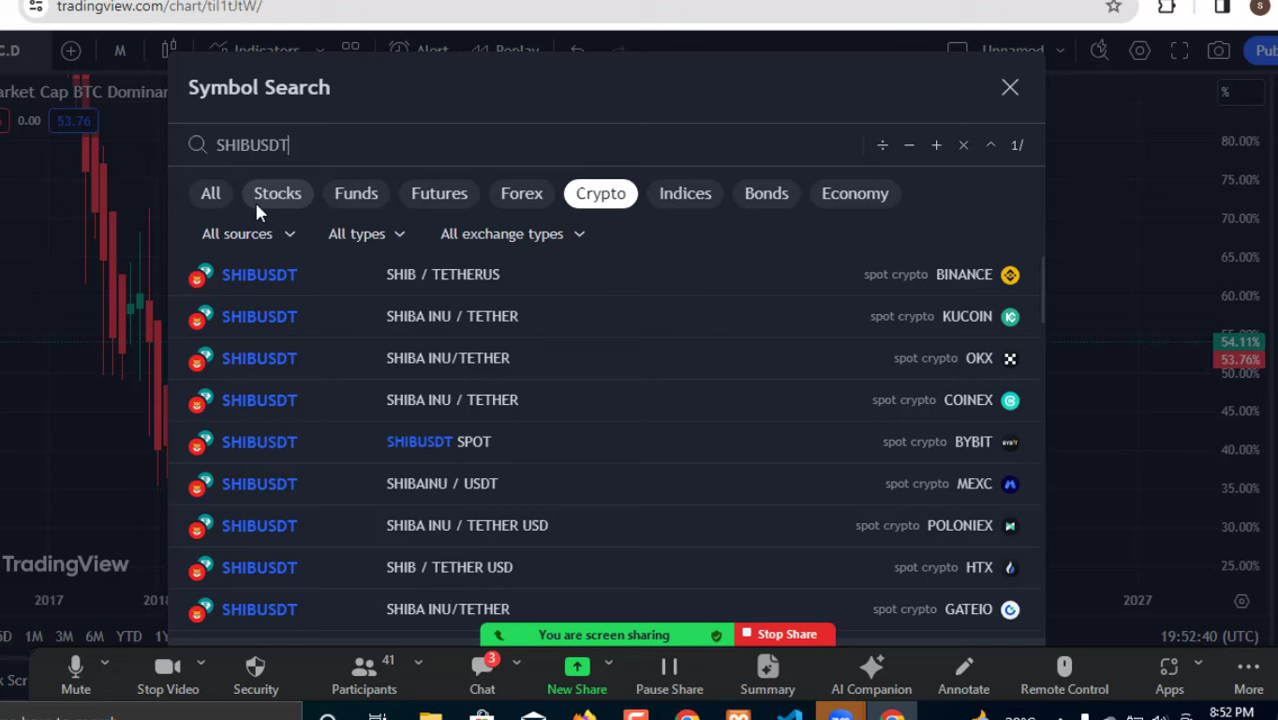 tradingview.com/chart/til1tJtW/
C.D M Indicators Alert Replay Unnamed Pub
Symbol Search
arket Cap BTC Dominan
0.00 53.76
%
SHIBUSDT 1/
All Stocks Funds Futures Forex Crypto Indices Bonds Economy
All sources All types All exchange types
SHIBUSDT SHIB / TETHERUS spot crypto BINANCE
SHIBUSDT SHIBA INU / TETHER spot crypto KUCOIN
SHIBUSDT SHIBA INU/TETHER spot crypto OKX
SHIBUSDT SHIBA INU / TETHER spot crypto COINEX
SHIBUSDT SHIBUSDT SPOT spot crypto BYBIT
SHIBUSDT SHIBAINU / USDT spot crypto MEXC
SHIBUSDT SHIBA INU / TETHER USD spot crypto POLONIEX
SHIBUSDT SHIB / TETHER USD spot crypto HTX
SHIBUSDT SHIBA INU/TETHER spot crypto GATEIO
80.00%
75.00%
70.00%
65.00%
60.00%
54.11%
53.76%
50.00%
45.00%
40.00%
35.00%
30.00%
25.00%
TradingView
2017 2018 2027
5D 1M 3M 6M YTD 1Y 19:52:40 (UTC)
You are screen sharing Stop Share
41 3
k Scr
Mute Stop Video Security Participants Chat New Share Pause Share Summary AI Companion Annotate Remote Control Apps More
8:52 PM